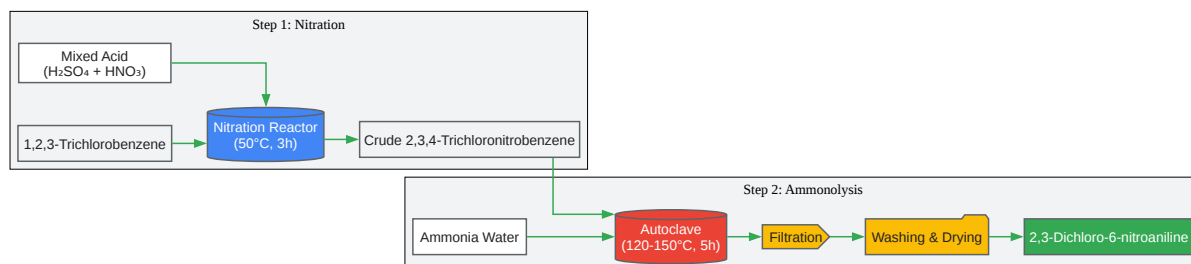 Step 1: Nitration
Mixed Acid
(H₂SO₄ + HNO₃)
1,2,3-Trichlorobenzene
Nitration Reactor
(50°C, 3h)
Crude 2,3,4-Trichloronitrobenzene
Step 2: Ammonolysis
Ammonia Water
Autoclave
(120-150°C, 5h)
Filtration
Washing & Drying
2,3-Dichloro-6-nitroaniline